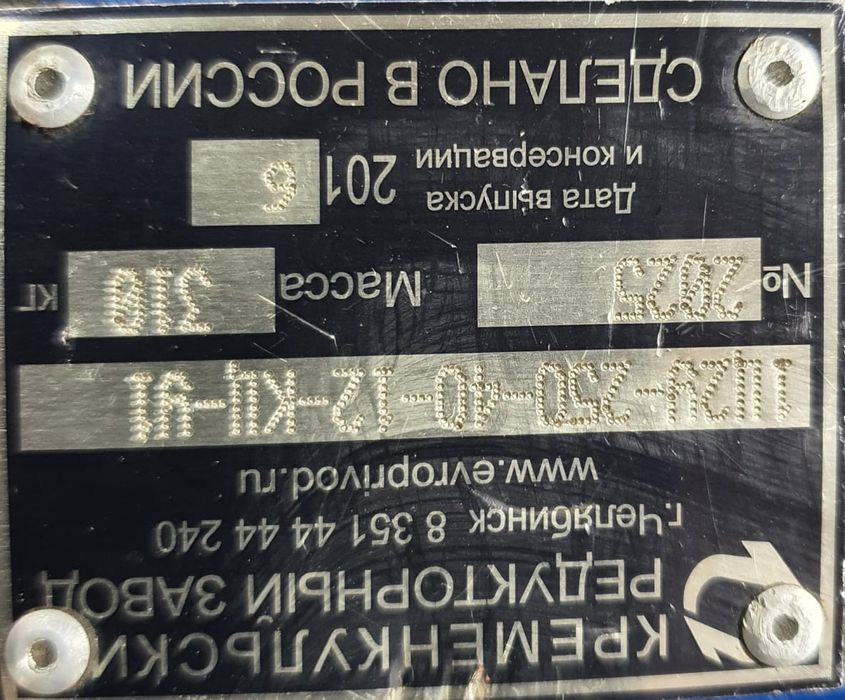 КРЕМЕНКУЛЬСКИЙ
РЕДУКТОРНЫЙ ЗАВОД
г.Челябинск 8 351 44 44 240
www.evroprivod.ru
1Ц2У-250-40-12-КЦ-У1
№ 2025 Масса 310 кг
Дата выпуска
и консервации 2016
СДЕЛАНО В РОССИИ